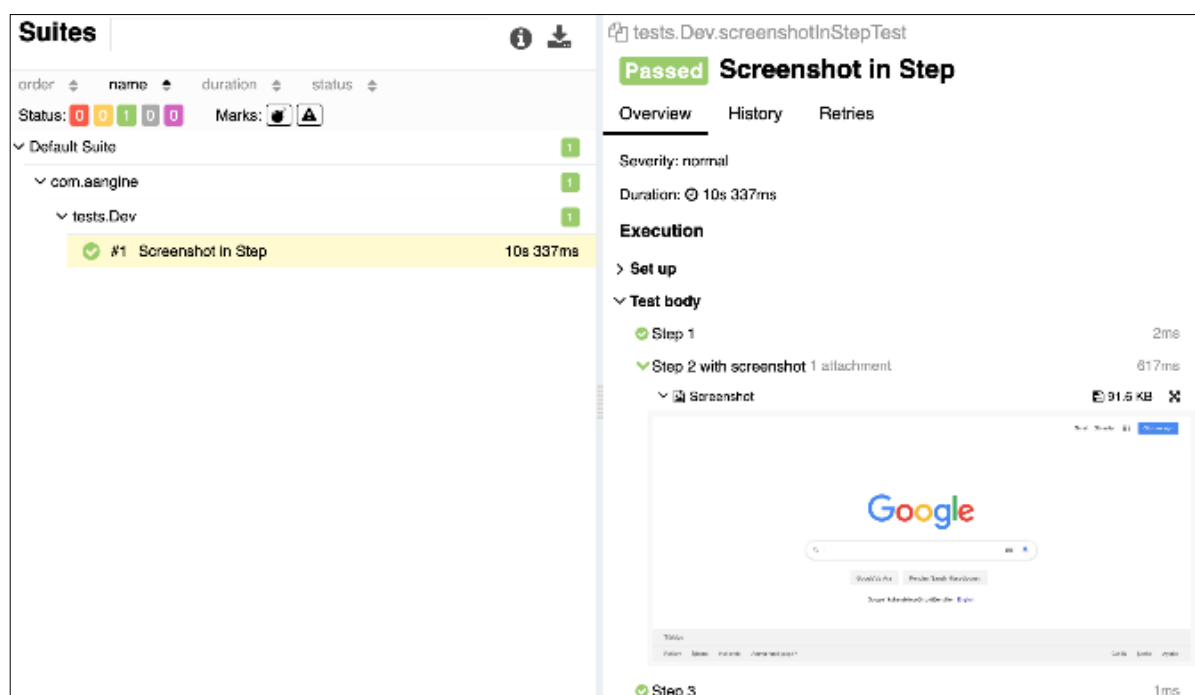 Suites
order name duration status
Status: 0 0 1 0 0 Marks:
Default Suite 1
com.aangine 1
tests.Dev 1
#1 Screenshot in Step 10s 337ms
tests.Dev.screenshotInStepTest
Passed Screenshot in Step
Overview History Retries
Severity: normal
Duration: 10s 337ms
Execution
Set up
Test body
Step 1 2ms
Step 2 with screenshot 1 attachment 617ms
Screenshot 91.6 KB
Google
Step 3 1ms